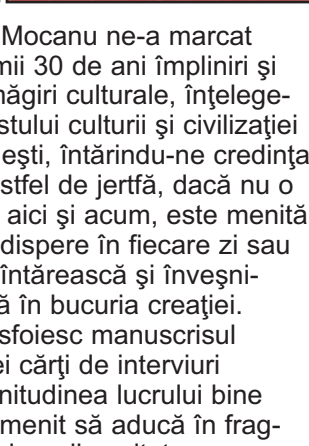 Mocanu ne-a marcat
mii 30 de ani împliniri şi
măgiri culturale, înţelege-
stului culturii şi civilizaţiei
eşti, întărindu-ne credinţa
stfel de jertfă, dacă nu o
aici şi acum, este menită
dispere în fiecare zi sau
întărească şi înveşni-
ă în bucuria creaţiei.
sfoiesc manuscrisul
ei cărţi de interviuri
nitudinea lucrului bine
menit să aducă în frag-